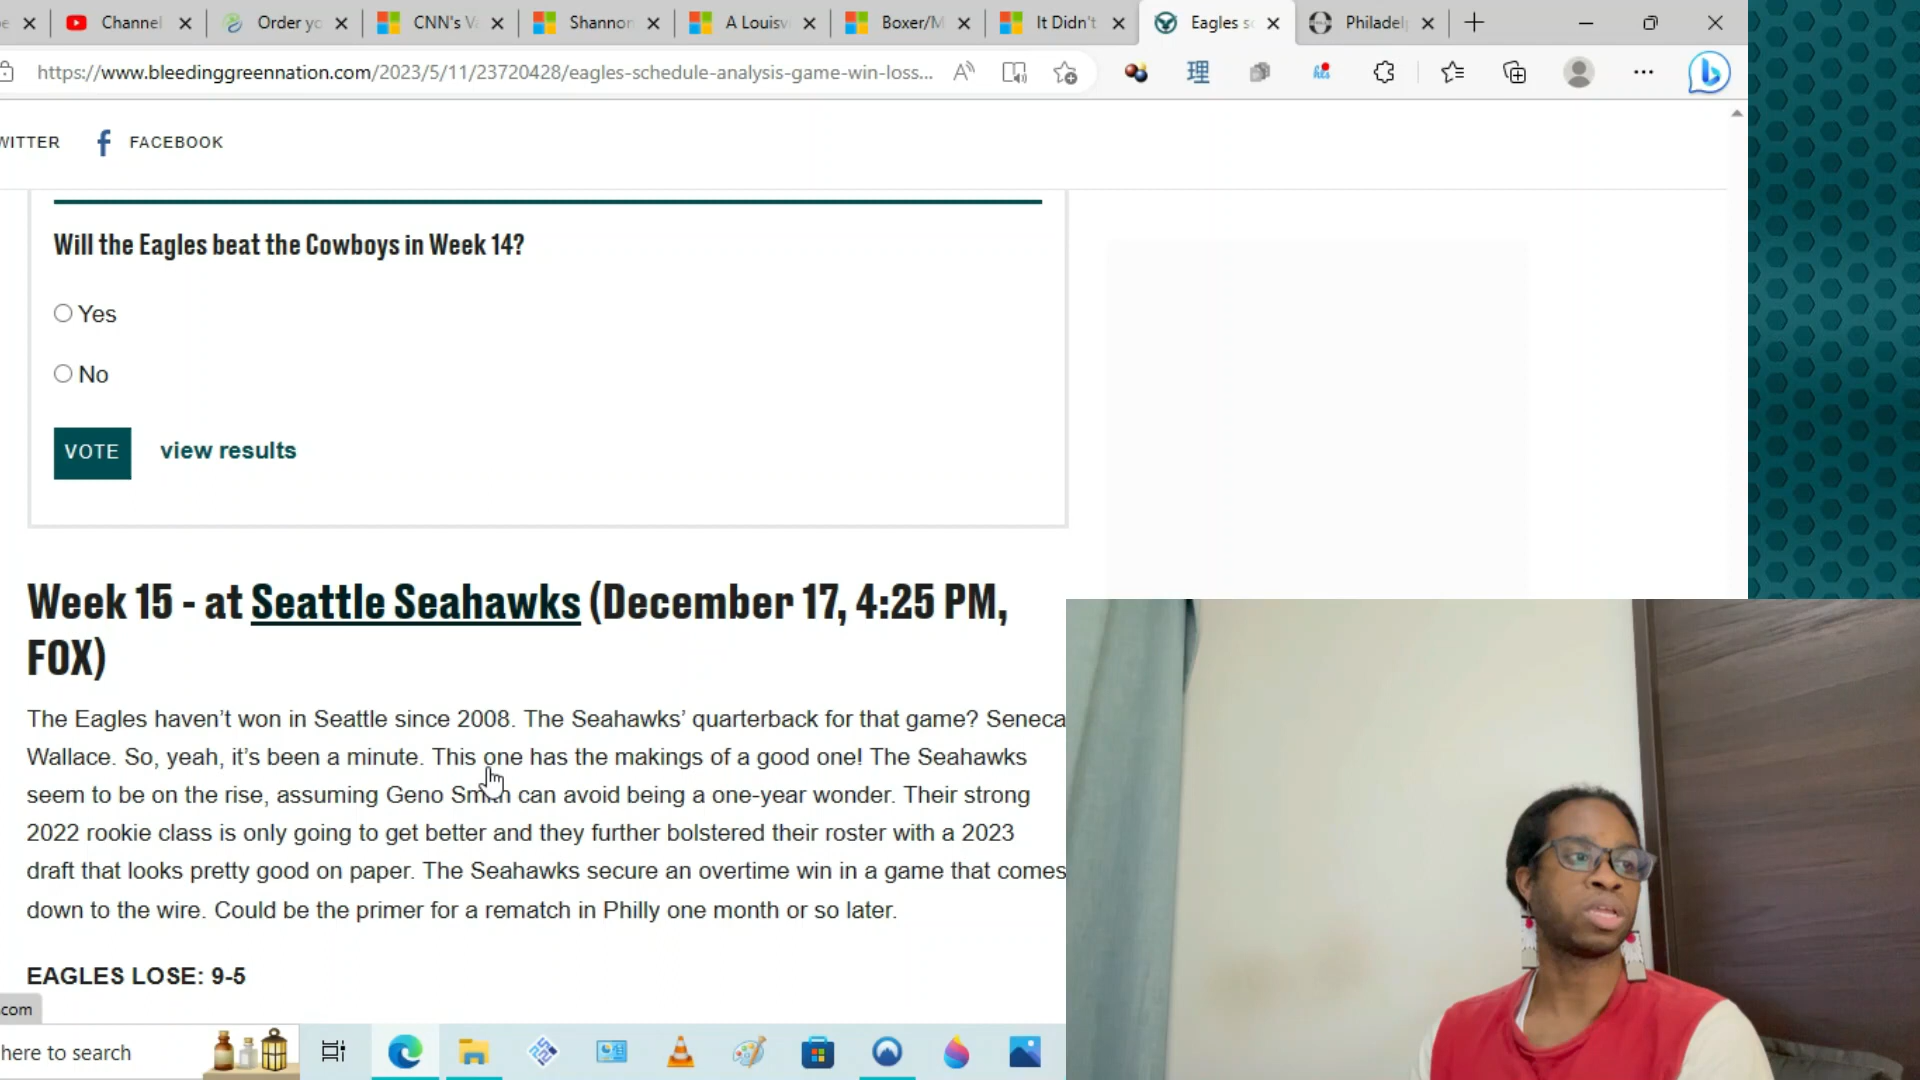 Channel
Order yo
CNN's Va
Shannon
A Louisv
Boxer/M
It Didn't
Eagles sc
Philadelp
https://www.bleedinggreennation.com/2023/5/11/23720428/eagles-schedule-analysis-game-win-loss...
理
WITTER
FACEBOOK
Will the Eagles beat the Cowboys in Week 14?
Yes
No
VOTE
view results
Week 15 - at Seattle Seahawks (December 17, 4:25 PM,
FOX)
The Eagles haven't won in Seattle since 2008. The Seahawks' quarterback for that game? Seneca
Wallace. So, yeah, it's been a minute. This one has the makings of a good one! The Seahawks
seem to be on the rise, assuming Geno Smith can avoid being a one-year wonder. Their strong
2022 rookie class is only going to get better and they further bolstered their roster with a 2023
draft that looks pretty good on paper. The Seahawks secure an overtime win in a game that comes
down to the wire. Could be the primer for a rematch in Philly one month or so later.
EAGLES LOSE: 9-5
.com
here to search